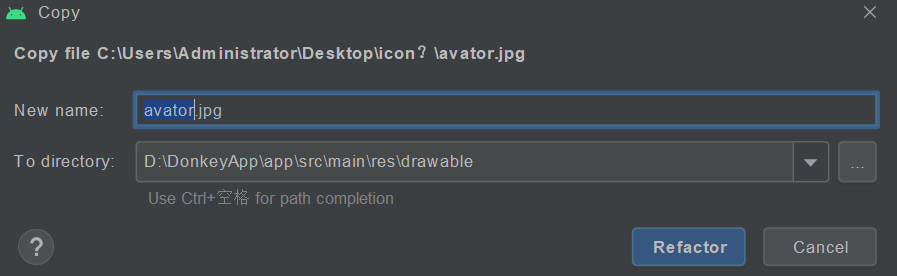 Copy
Copy file C:\Users\Administrator\Desktop\icon？\avator.jpg
New name: avator.jpg
To directory: D:\DonkeyApp\app\src\main\res\drawable ...
Use Ctrl+空格 for path completion
? Refactor Cancel